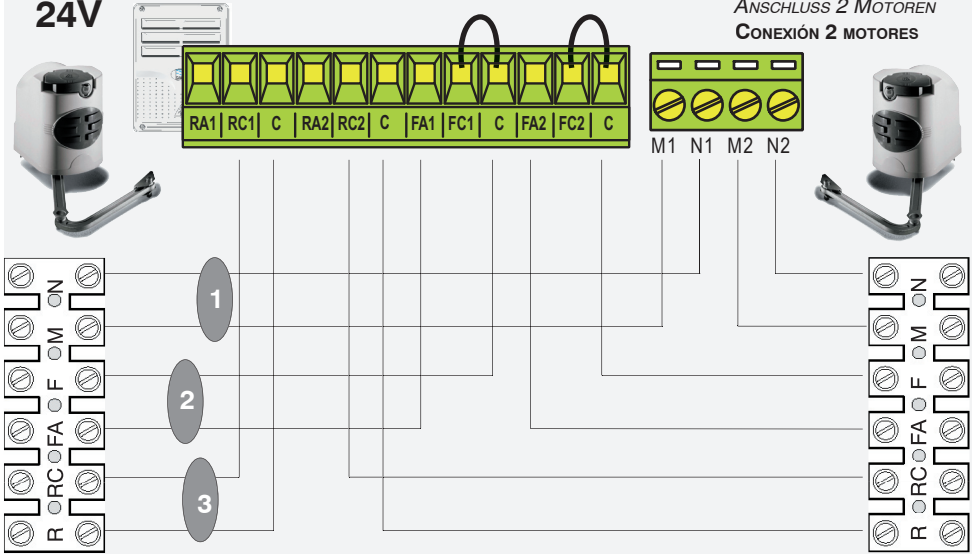 24V
ANSCHLUSS 2 MOTOREN
CONEXIÓN 2 MOTORES
RA1 RC1 C RA2 RC2 C FA1 FC1 C FA2 FC2 C
M1 N1 M2 N2
N
M
F
FA
RC
R
1
2
3
N
M
F
FA
RC
R